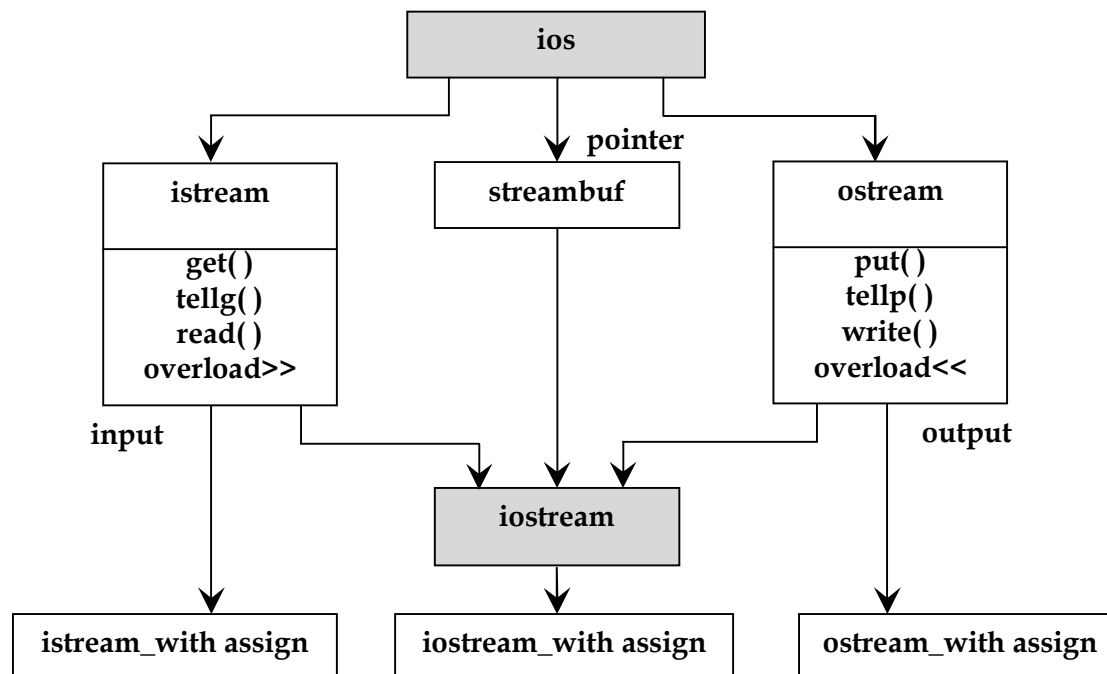 ios
pointer
istream
streambuf
ostream
get( )
tellg( )
read( )
overload>>
put( )
tellp( )
write( )
overload<<
input
output
iostream
istream_with assign
iostream_with assign
ostream_with assign